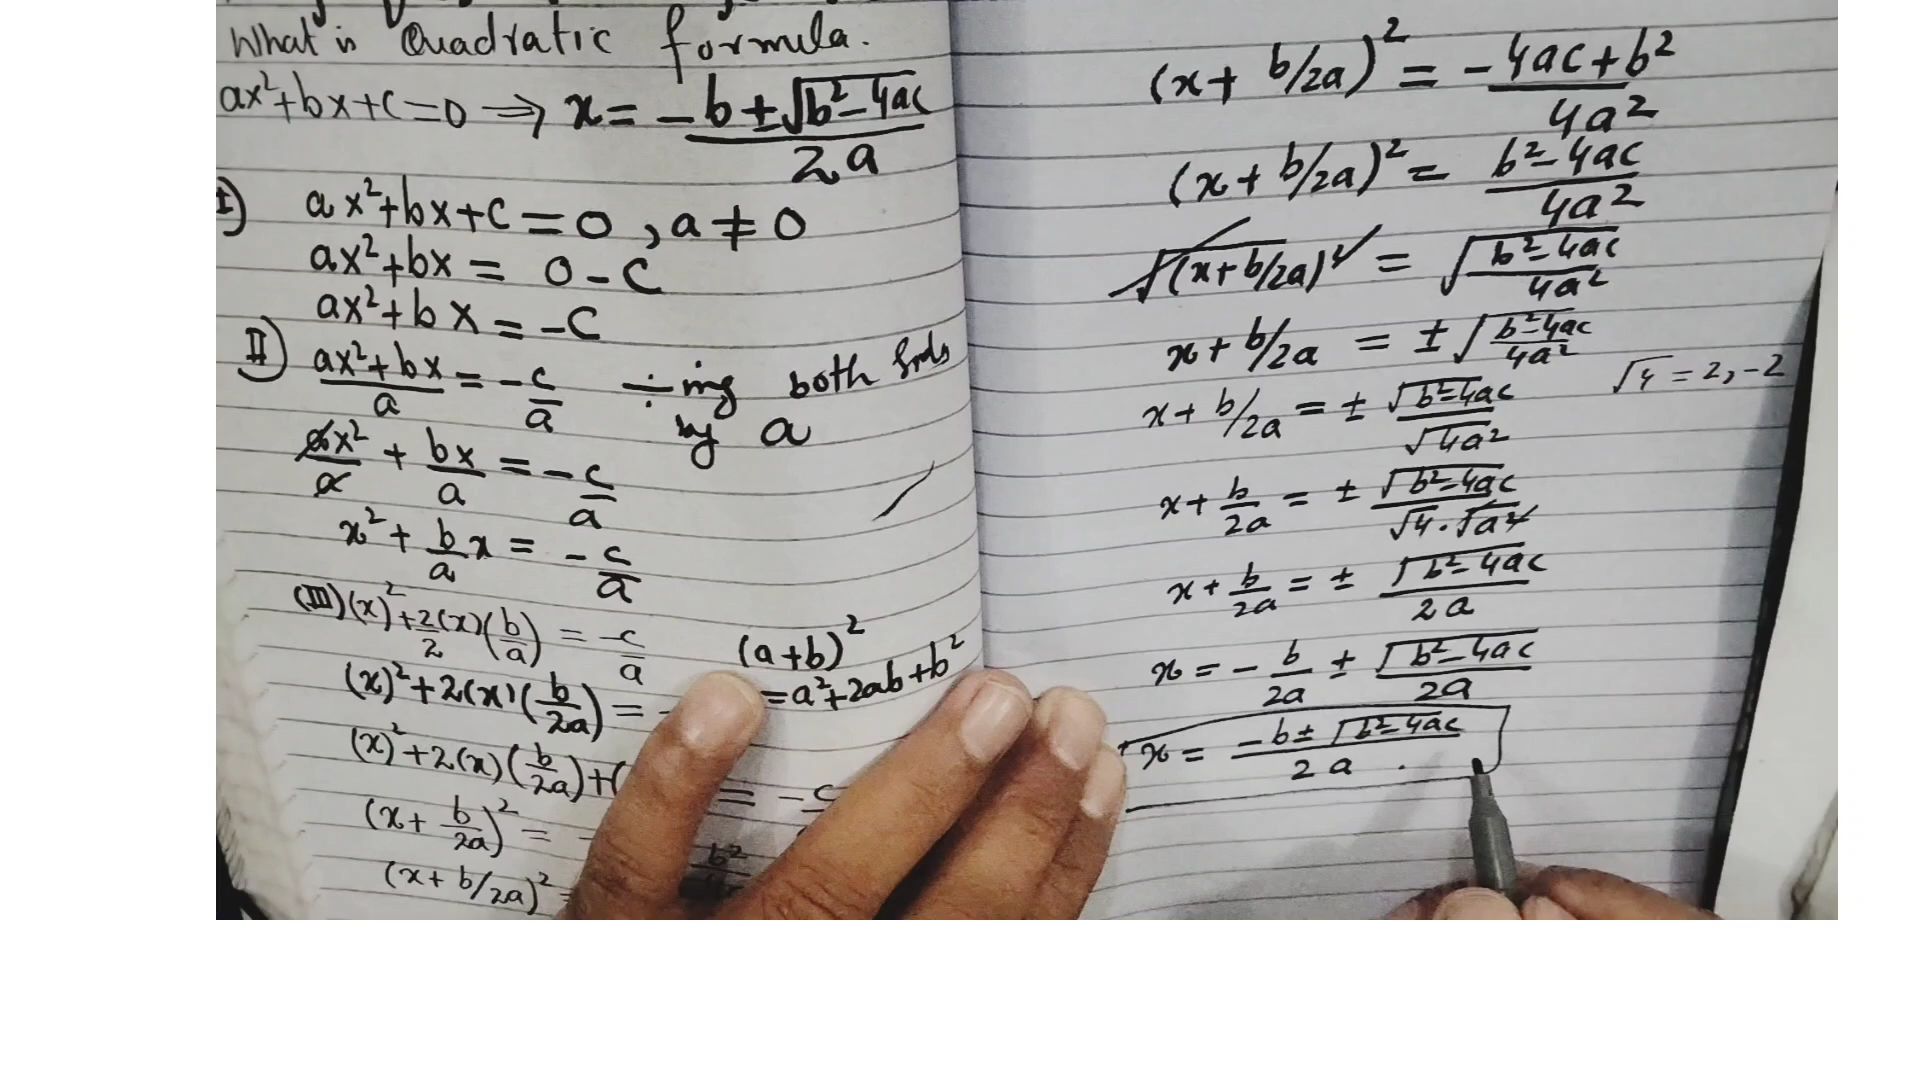 What is Quadratic formula.
ax²+bx+c=0 ⇒ x = -b±√b²-4ac / 2a
I) ax²+bx+c=0, a≠0
ax²+bx = 0-c
ax²+bx = -c
II) ax²+bx / a = -c/a ÷ing both
by a
ax²/a + bx/a = -c/a
x² + b/a x = -c/a
(III) (x)²+2/2(x)(b/a) = -c/a
(a+b)²
=a²+2ab+b²
(x)²+2(x)(b/2a) = -
(x)²+2(x)(b/2a)+( = -c
(x+b/2a)² = -
(x+b/2a)² = b²
(x+b/2a)² = -4ac+b² / 4a²
(x+b/2a)² = b²-4ac / 4a²
√(x+b/2a)² = √b²-4ac / 4a²
x+b/2a = ±√b²-4ac / 4a²
√4 = 2,-2
x+b/2a = ± √b²-4ac / √4a²
x+b/2a = ± √b²-4ac / √4.√a²
x+b/2a = ± √b²-4ac / 2a
x = -b/2a ± √b²-4ac / 2a
x = -b±√b²-4ac / 2a .